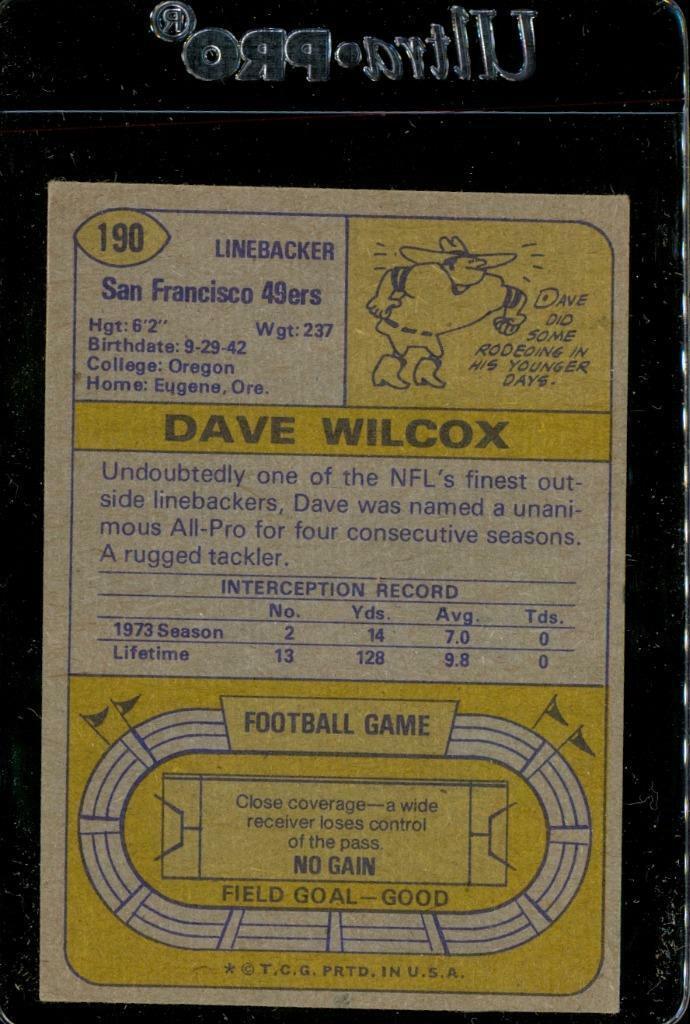 Ultra•PRO®
190
LINEBACKER
San Francisco 49ers
Hgt: 6'2"
Wgt: 237
Birthdate: 9-29-42
College: Oregon
Home: Eugene, Ore.
DAVE
DID
SOME
RODEOING IN
HIS YOUNGER
DAYS.
DAVE WILCOX
Undoubtedly one of the NFL's finest out-
side linebackers, Dave was named a unani-
mous All-Pro for four consecutive seasons.
A rugged tackler.
INTERCEPTION RECORD
No. Yds. Avg. Tds.
1973 Season 2 14 7.0 0
Lifetime 13 128 9.8 0
FOOTBALL GAME
Close coverage—a wide
receiver loses control
of the pass.
NO GAIN
FIELD GOAL—GOOD
* © T.C.G. PRTD. IN U.S.A.